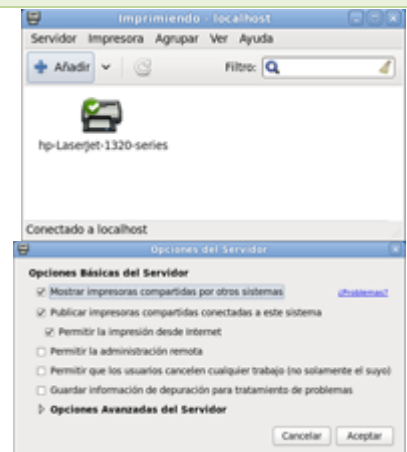 Imprimiendo - localhost
Servidor Impresora Agrupar Ver Ayuda
Añadir Filtro:
hp-LaserJet-1320-series
Conectado a localhost
Opciones del Servidor
Opciones Básicas del Servidor
Mostrar impresoras compartidas por otros sistemas ¿Problemas?
Publicar impresoras compartidas conectadas a este sistema
Permitir la impresión desde Internet
Permitir la administración remota
Permitir que los usuarios cancelen cualquier trabajo (no solamente el suyo)
Guardar información de depuración para tratamiento de problemas
Opciones Avanzadas del Servidor
Cancelar Aceptar